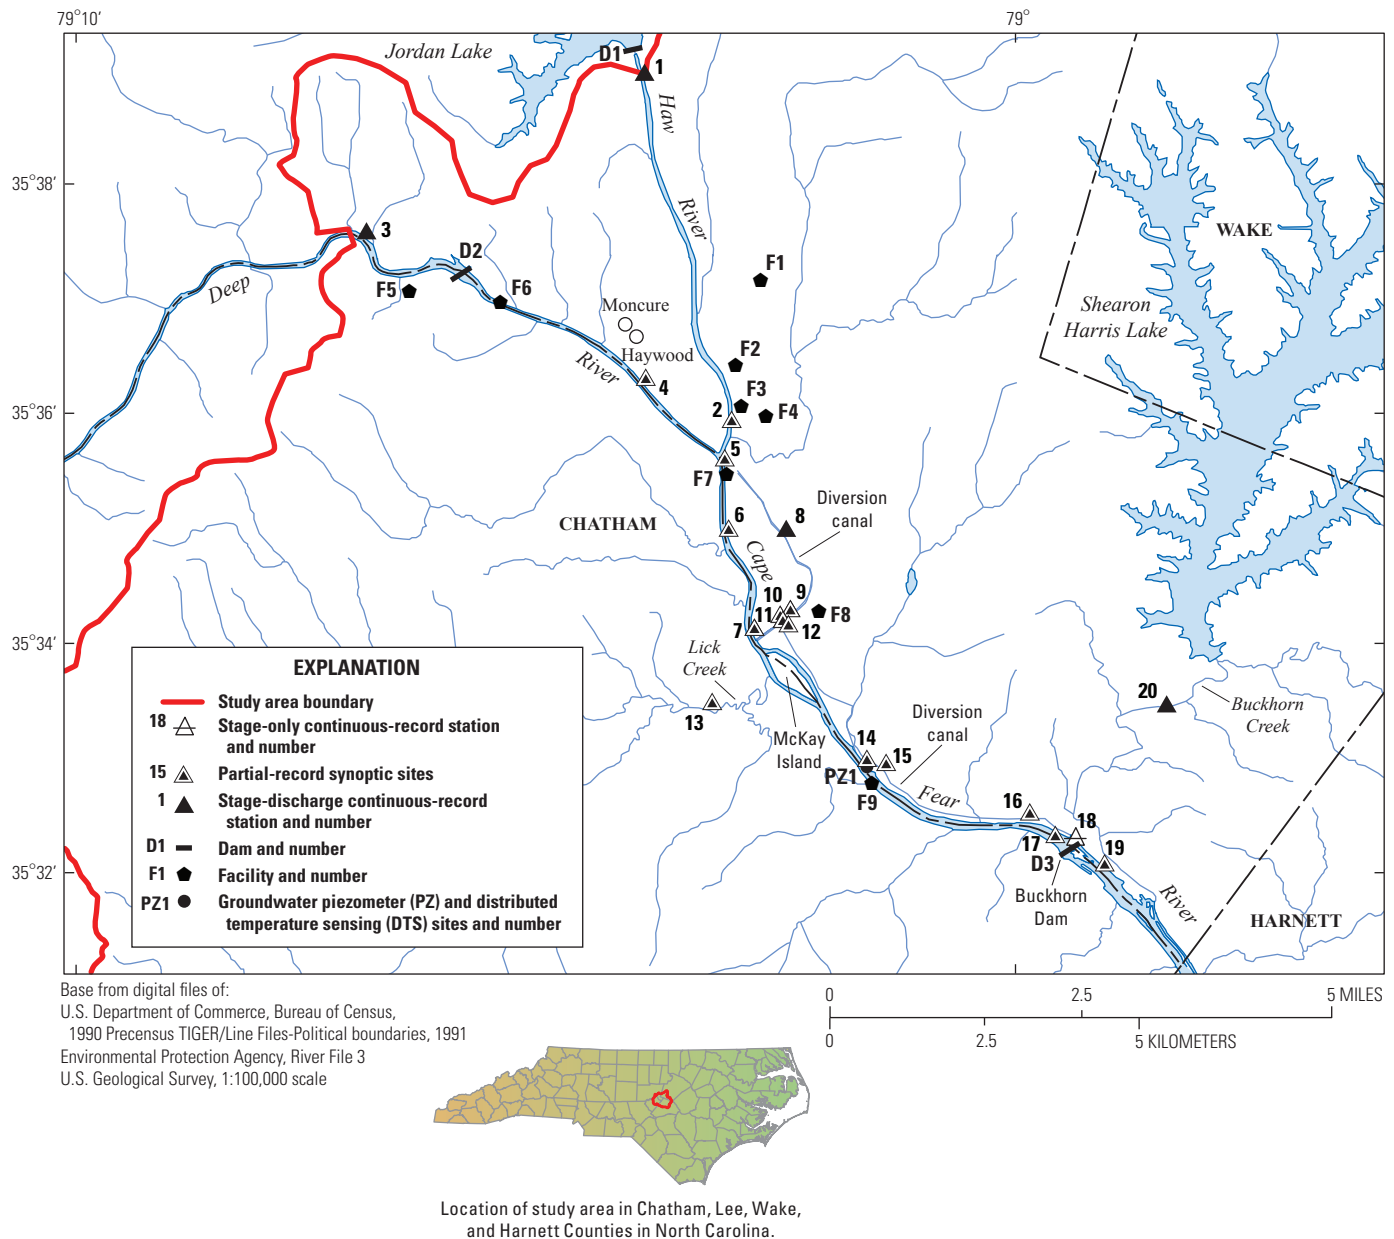 79°10'
79°
Jordan Lake
D1
1
Haw
35°38'
River
3
WAKE
D2
F1
Deep
F5
F6
Moncure
Shearon
Harris Lake
F2
Haywood
River
4
F3
35°36'
2
F4
5
F7
Diversion
canal
CHATHAM
6
8
Cape
10
9
11
F8
7
12
35°34'
Lick
Creek
EXPLANATION
20
Buckhorn
Creek
Study area boundary
13
Diversion
canal
18
Stage-only continuous-record station
and number
McKay
Island
14
15
15
Partial-record synoptic sites
PZ1
F9
Fear
1
Stage-discharge continuous-record
station and number
16
18
17
D1
Dam and number
D3
19
35°32'
F1
Facility and number
Buckhorn
Dam
River
PZ1
Groundwater piezometer (PZ) and distributed
temperature sensing (DTS) sites and number
HARNETT
Base from digital files of:
U.S. Department of Commerce, Bureau of Census,
1990 Precensus TIGER/Line Files-Political boundaries, 1991
Environmental Protection Agency, River File 3
U.S. Geological Survey, 1:100,000 scale
0
2.5
5 MILES
0
2.5
5 KILOMETERS
Location of study area in Chatham, Lee, Wake,
and Harnett Counties in North Carolina.